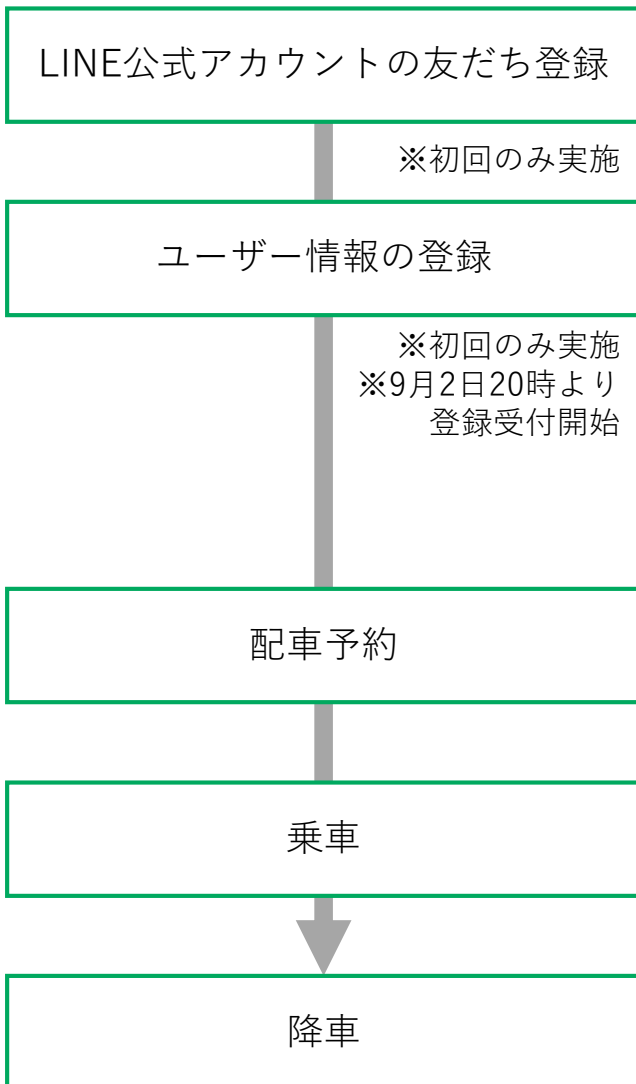 LINE公式アカウントの友だち登録
※初回のみ実施
ユーザー情報の登録
※初回のみ実施
※9月2日20時より
登録受付開始
配車予約
乗車
降車